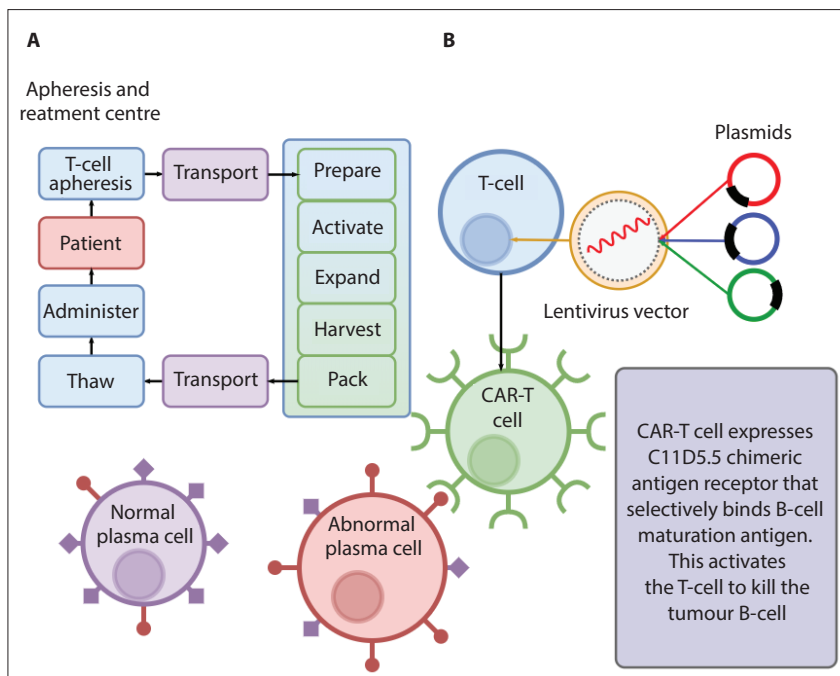 A
Apheresis and
reatment centre
T-cell
apheresis
Transport
Prepare
Patient
Activate
Administer
Expand
Harvest
Thaw
Transport
Pack
B
Plasmids
T-cell
Lentivirus vector
CAR-T
cell
CAR-T cell expresses
C11D5.5 chimeric
antigen receptor that
selectively binds B-cell
maturation antigen.
This activates
the T-cell to kill the
tumour B-cell
Normal
plasma cell
Abnormal
plasma cell